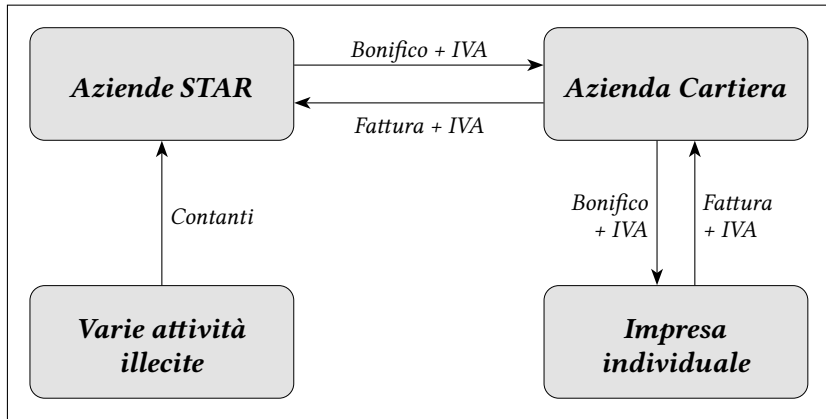 Bonifico + IVA
Aziende STAR
Azienda Cartiera
Fattura + IVA
Contanti
Bonifico
+ IVA
Fattura
+ IVA
Varie attività
illecite
Impresa
individuale